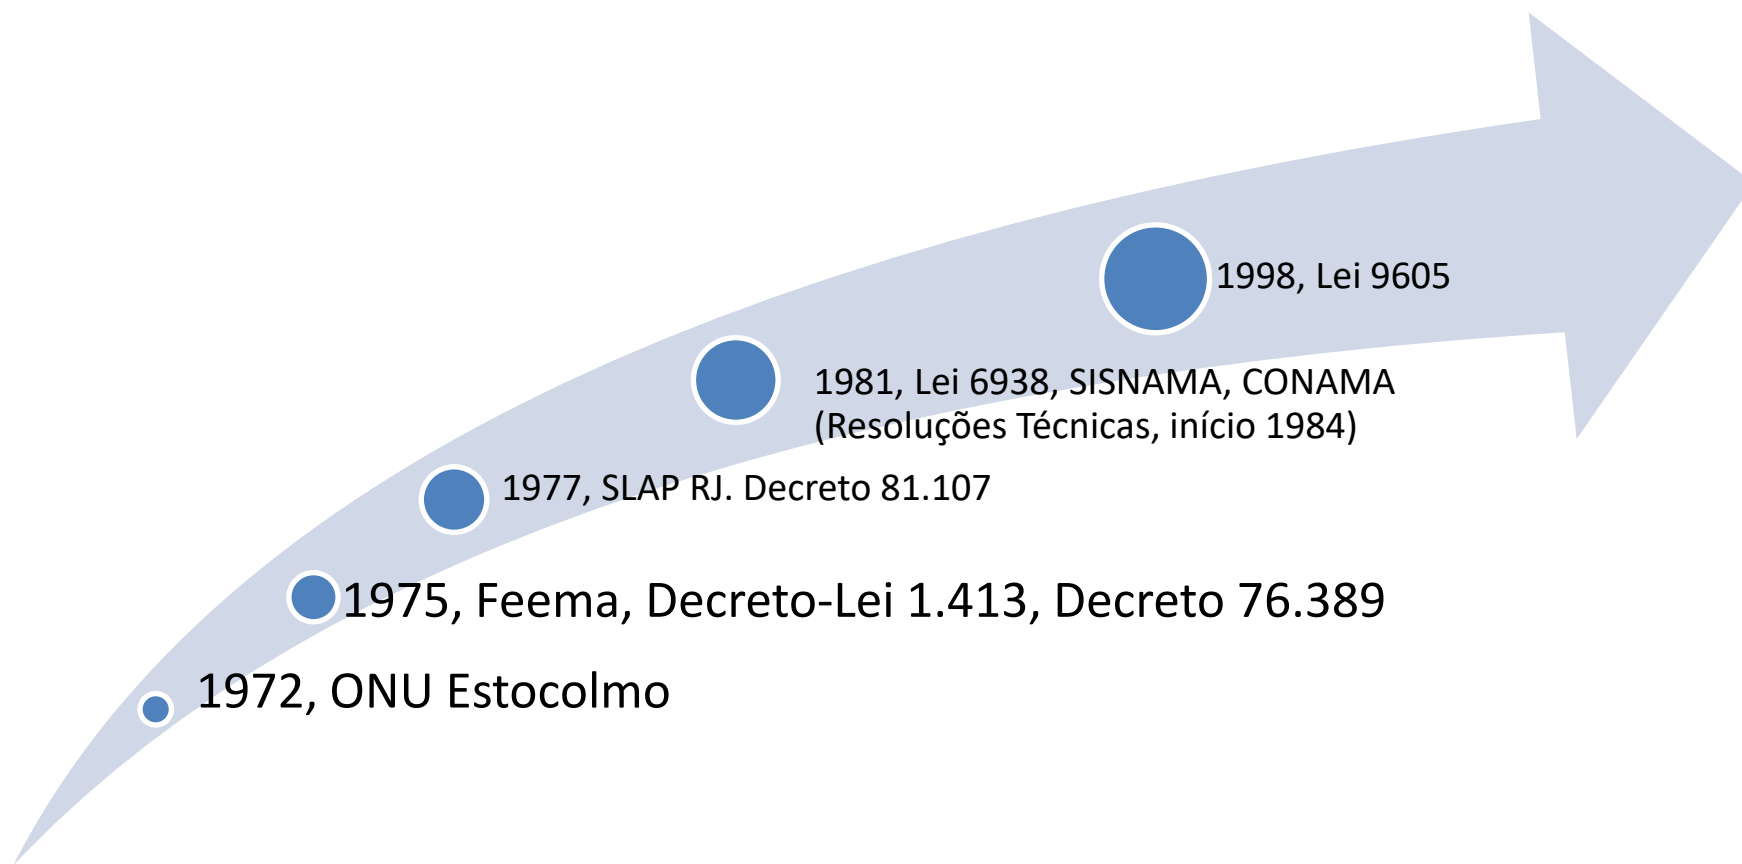 1998, Lei 9605
1981, Lei 6938, SISNAMA, CONAMA
(Resoluções Técnicas, início 1984)
1977, SLAP RJ. Decreto 81.107
1975, Feema, Decreto-Lei 1.413, Decreto 76.389
1972, ONU Estocolmo